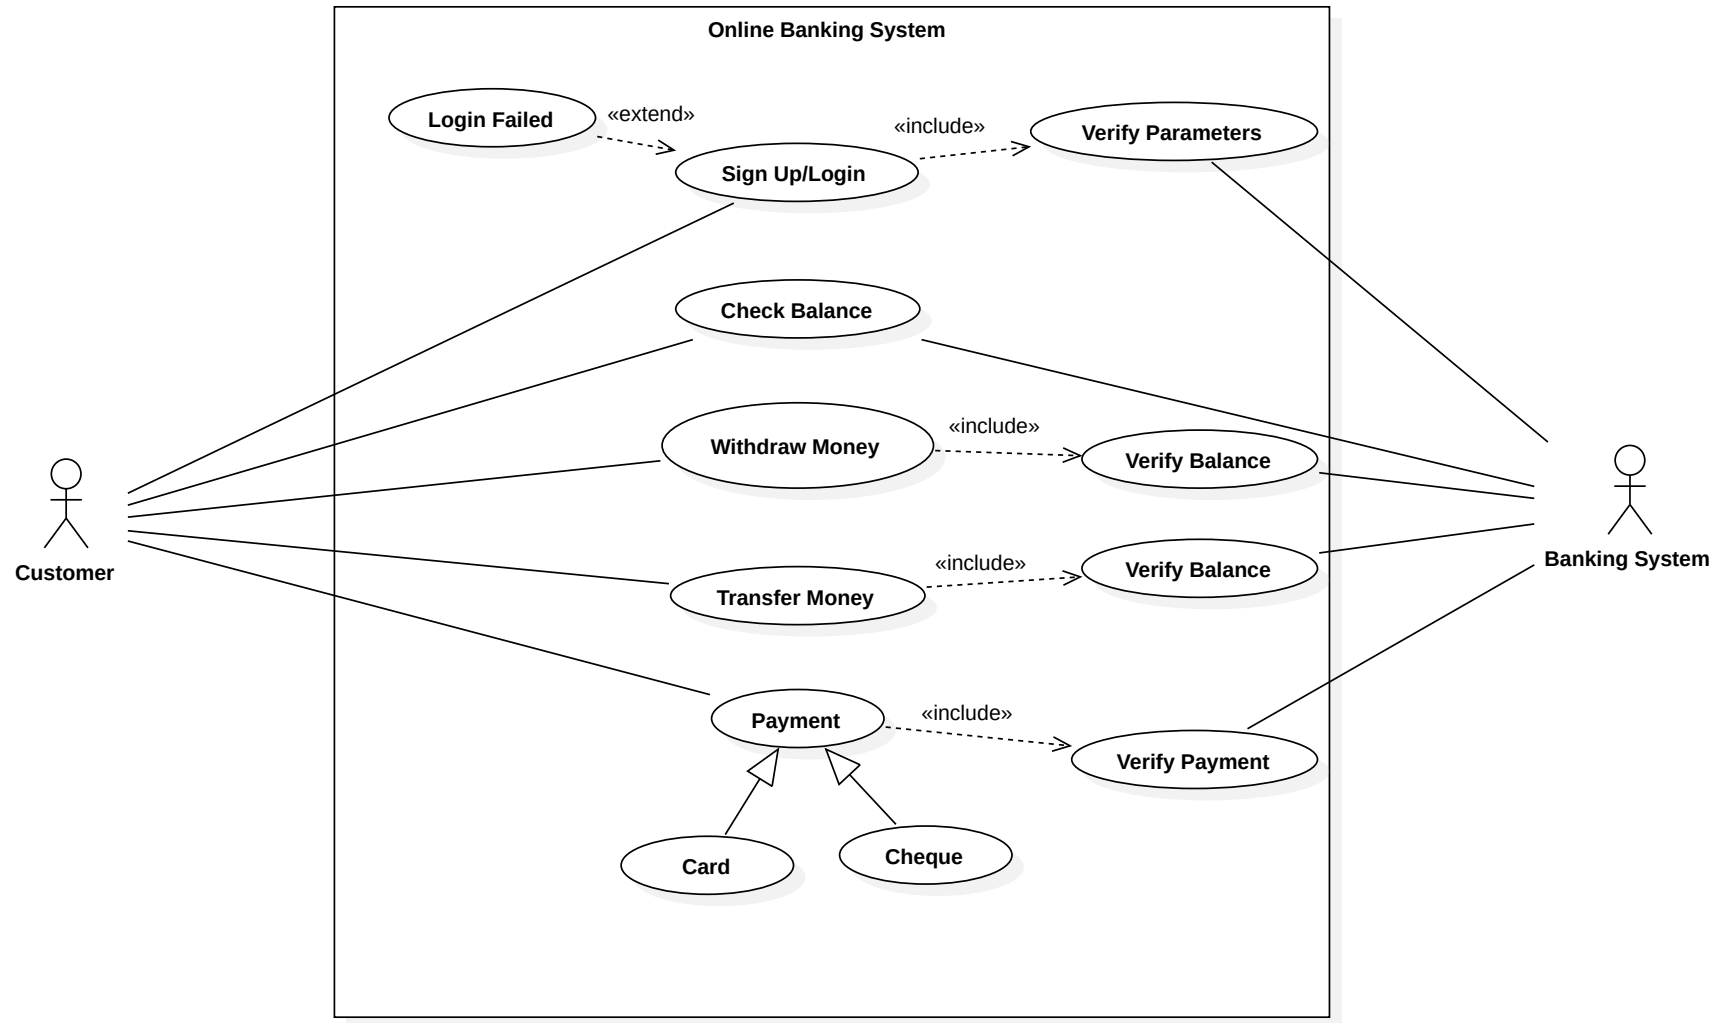 Online Banking System
Login Failed
«extend»
Sign Up/Login
«include»
Verify Parameters
Check Balance
Withdraw Money
«include»
Verify Balance
Customer
Banking System
Transfer Money
«include»
Verify Balance
Payment
«include»
Verify Payment
Card
Cheque